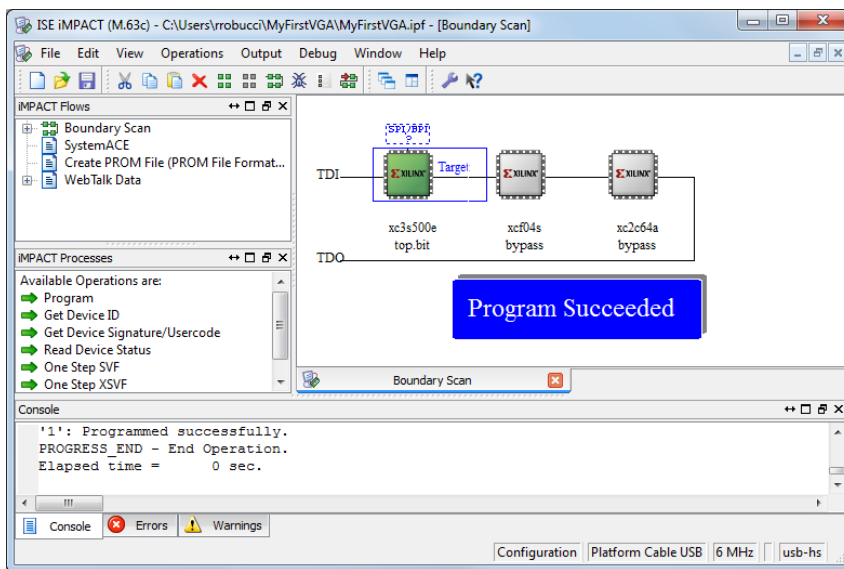 ISE iMPACT (M.63c) - C:\Users\rrobucci\MyFirstVGA\MyFirstVGA.ipf - [Boundary Scan]
File Edit View Operations Output Debug Window Help
iMPACT Flows
Boundary Scan
SystemACE
Create PROM File (PROM File Format...
WebTalk Data
SPI/BPI
?
TDI
Target
XILINX
XILINX
XILINX
xc3s500e
top.bit
xcf04s
bypass
xc2c64a
bypass
TDO
Program Succeeded
iMPACT Processes
Available Operations are:
Program
Get Device ID
Get Device Signature/Usercode
Read Device Status
One Step SVF
One Step XSVF
Boundary Scan
Console
'1': Programmed successfully.
PROGRESS_END - End Operation.
Elapsed time =      0 sec.
Console Errors Warnings
Configuration Platform Cable USB 6 MHz usb-hs